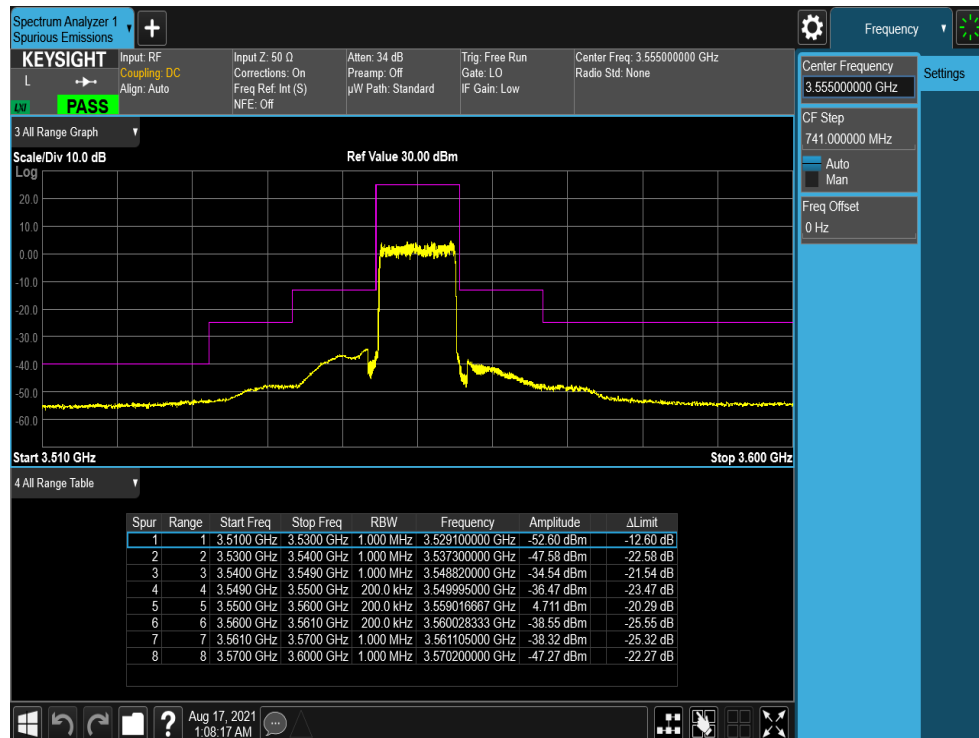 Spectrum Analyzer 1
Spurious Emissions
Frequency
KEYSIGHT
L
LXI
PASS
Input: RF
Coupling: DC
Align: Auto
Input Z: 50 Ω
Corrections: On
Freq Ref: Int (S)
NFE: Off
Atten: 34 dB
Preamp: Off
µW Path: Standard
Trig: Free Run
Gate: LO
IF Gain: Low
Center Freq: 3.555000000 GHz
Radio Std: None
Center Frequency
3.555000000 GHz
Settings
CF Step
741.000000 MHz
Auto
Man
Freq Offset
0 Hz
3 All Range Graph
Scale/Div 10.0 dB
Ref Value 30.00 dBm
Log
20.0
10.0
0.00
-10.0
-20.0
-30.0
-40.0
-50.0
-60.0
Start 3.510 GHz
Stop 3.600 GHz
4 All Range Table
Spur Range Start Freq Stop Freq RBW Frequency Amplitude ΔLimit
1 1 3.5100 GHz 3.5300 GHz 1.000 MHz 3.529100000 GHz -52.60 dBm -12.60 dB
2 2 3.5300 GHz 3.5400 GHz 1.000 MHz 3.537300000 GHz -47.58 dBm -22.58 dB
3 3 3.5400 GHz 3.5490 GHz 1.000 MHz 3.548820000 GHz -34.54 dBm -21.54 dB
4 4 3.5490 GHz 3.5500 GHz 200.0 kHz 3.549995000 GHz -36.47 dBm -23.47 dB
5 5 3.5500 GHz 3.5600 GHz 200.0 kHz 3.559016667 GHz 4.711 dBm -20.29 dB
6 6 3.5600 GHz 3.5610 GHz 200.0 kHz 3.560028333 GHz -38.55 dBm -25.55 dB
7 7 3.5610 GHz 3.5700 GHz 1.000 MHz 3.561105000 GHz -38.32 dBm -25.32 dB
8 8 3.5700 GHz 3.6000 GHz 1.000 MHz 3.570200000 GHz -47.27 dBm -22.27 dB
Aug 17, 2021
1:08:17 AM